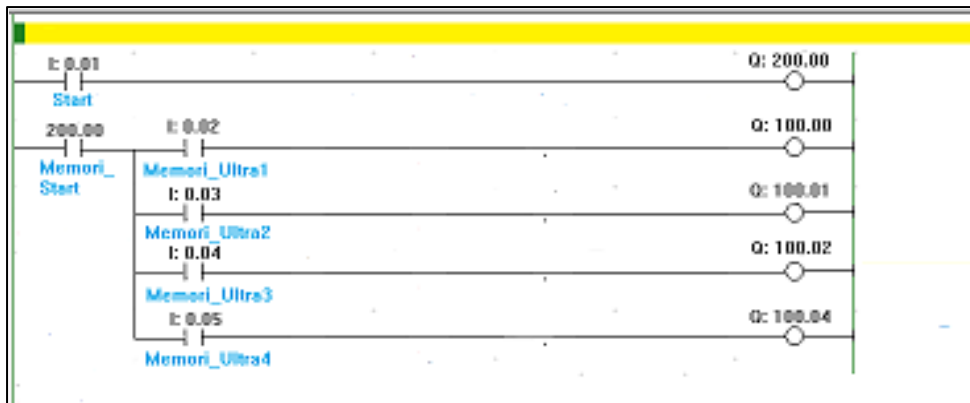 I: 0.01 Q: 200.00
Start
200.00 I: 0.02 Q: 100.00
Memori_
Start
Memori_Ultra1
I: 0.03 Q: 100.01
Memori_Ultra2
I: 0.04 Q: 100.02
Memori_Ultra3
I: 0.05 Q: 100.04
Memori_Ultra4